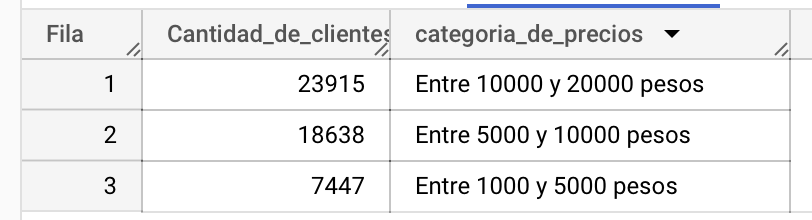 Fila Cantidad_de_clientes categoria_de_precios
1 23915 Entre 10000 y 20000 pesos
2 18638 Entre 5000 y 10000 pesos
3 7447 Entre 1000 y 5000 pesos